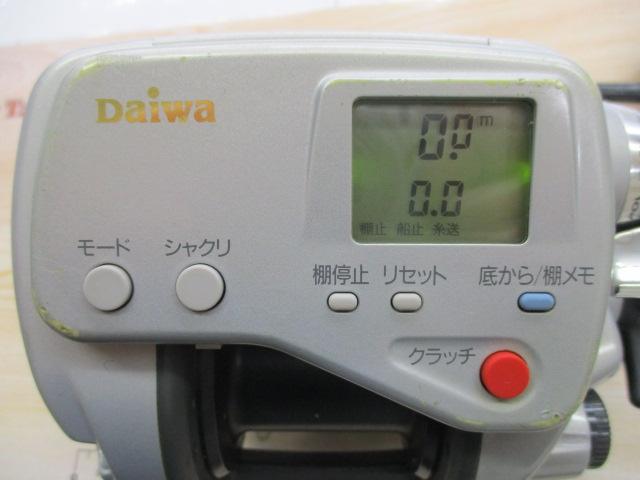 Daiwa
0.0 m
0.0
棚止 船止 糸送
モード シャクリ
棚停止 リセット 底から/棚メモ
クラッチ